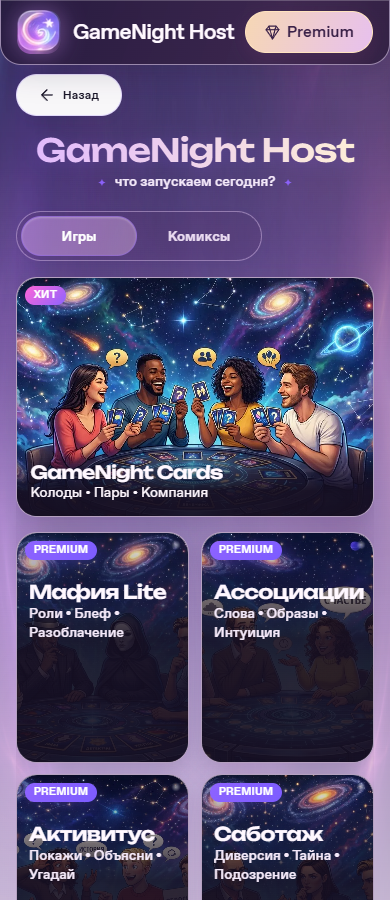 GameNight Host
Premium
Назад
GameNight Host
что запускаем сегодня?
Игры
Комиксы
ХИТ
?
GameNight Cards
Колоды • Пары • Компания
PREMIUM
Мафия Lite
Роли • Блеф •
Разоблачение
PREMIUM
Ассоциации
Слова • Образы •
Интуиция
PREMIUM
Активитус
Покажи • Объясни •
Угадай
PREMIUM
Саботаж
Диверсия • Тайна •
Подозрение